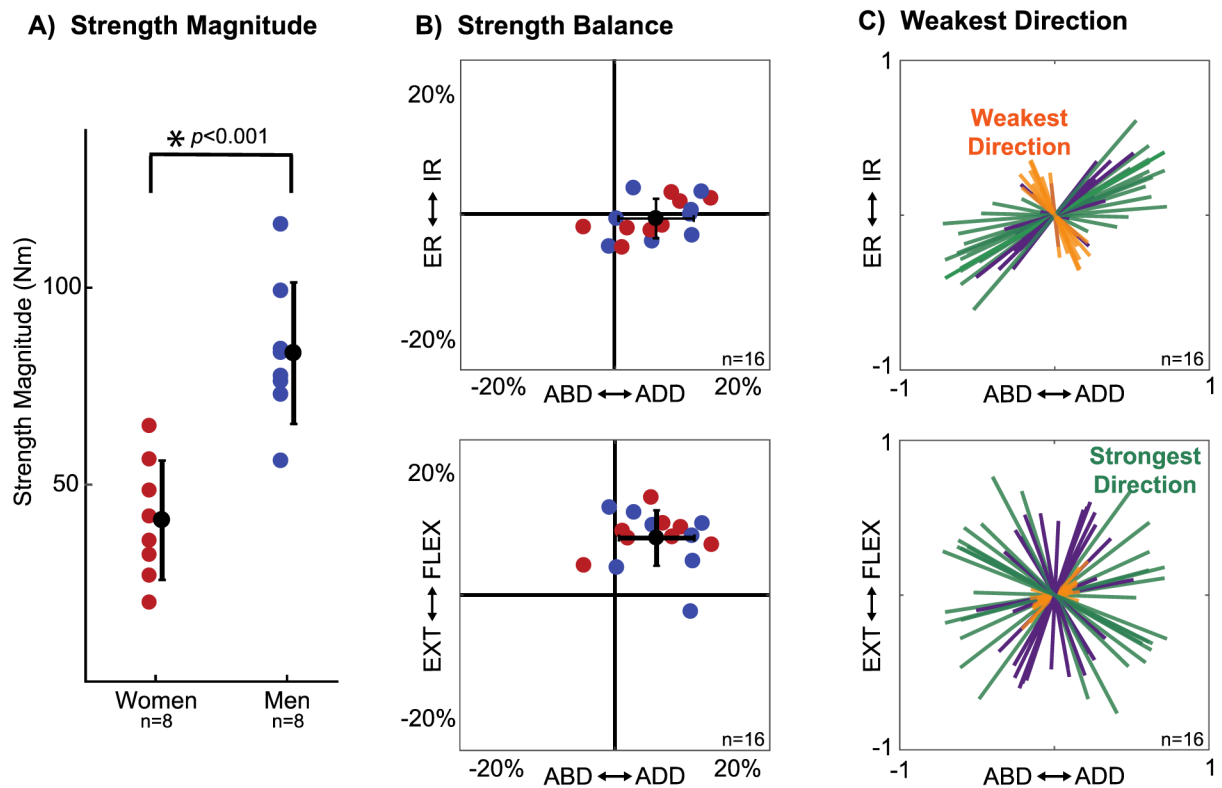 A) Strength Magnitude
* p<0.001
Strength Magnitude (Nm)
100
50
Women
n=8
Men
n=8
B) Strength Balance
20%
ER ↔ IR
-20%
n=16
-20%
20%
ABD ↔ ADD
20%
EXT ↔ FLEX
-20%
n=16
-20%
20%
ABD ↔ ADD
C) Weakest Direction
1
Weakest
Direction
ER ↔ IR
n=16
-1
-1
1
ABD ↔ ADD
1
Strongest
Direction
EXT ↔ FLEX
n=16
-1
-1
1
ABD ↔ ADD